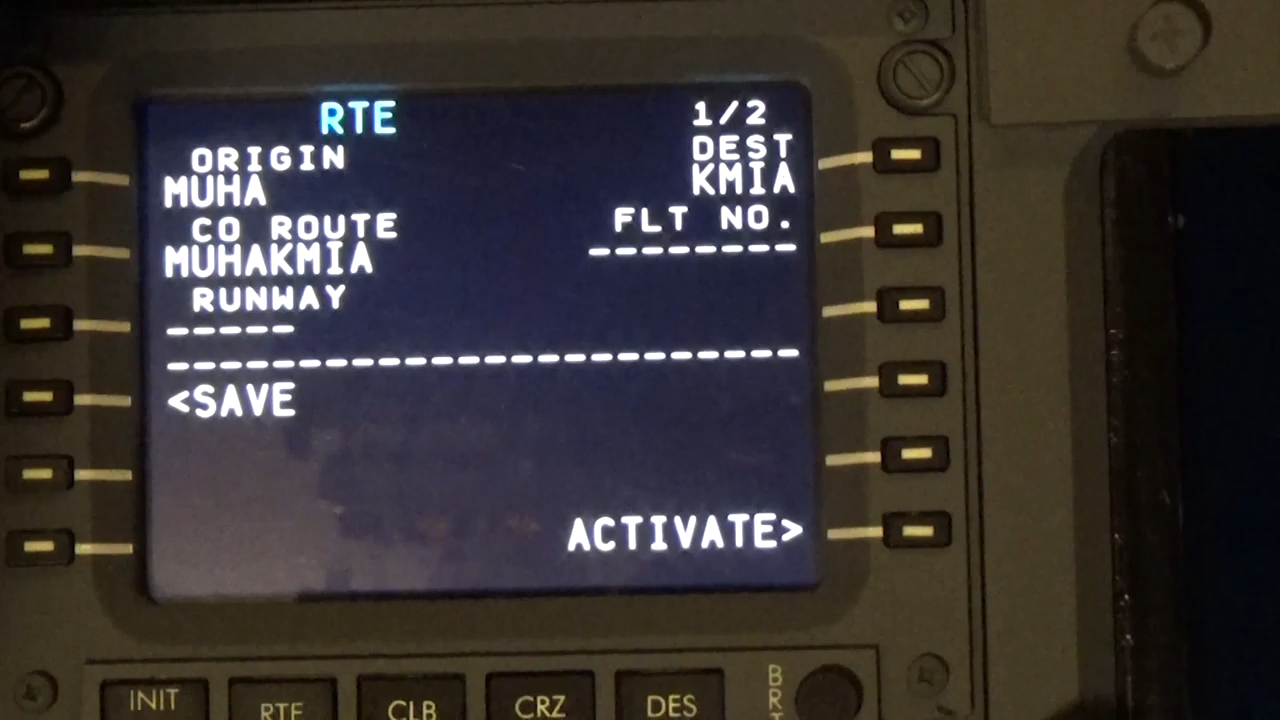 RTE 1/2
ORIGIN DEST
MUHA KMIA
CO ROUTE FLT NO.
MUHAKMIA --------
RUNWAY
-----
------------------------
<SAVE
ACTIVATE>
INIT RTE CLB CRZ DES BRT